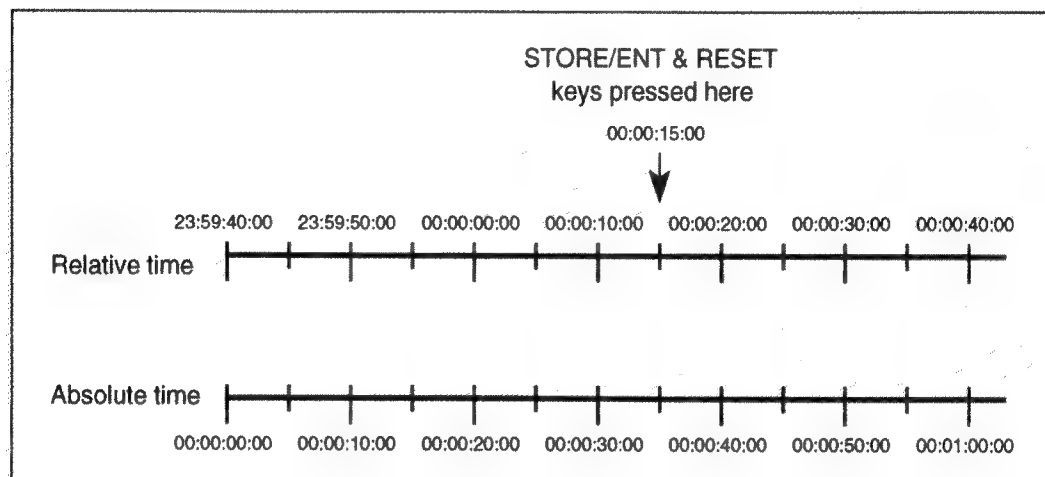 STORE/ENT & RESET
keys pressed here
00:00:15:00
23:59:40:00 23:59:50:00 00:00:00:00 00:00:10:00 00:00:20:00 00:00:30:00 00:00:40:00
Relative time
Absolute time
00:00:00:00 00:00:10:00 00:00:20:00 00:00:30:00 00:00:40:00 00:00:50:00 00:01:00:00